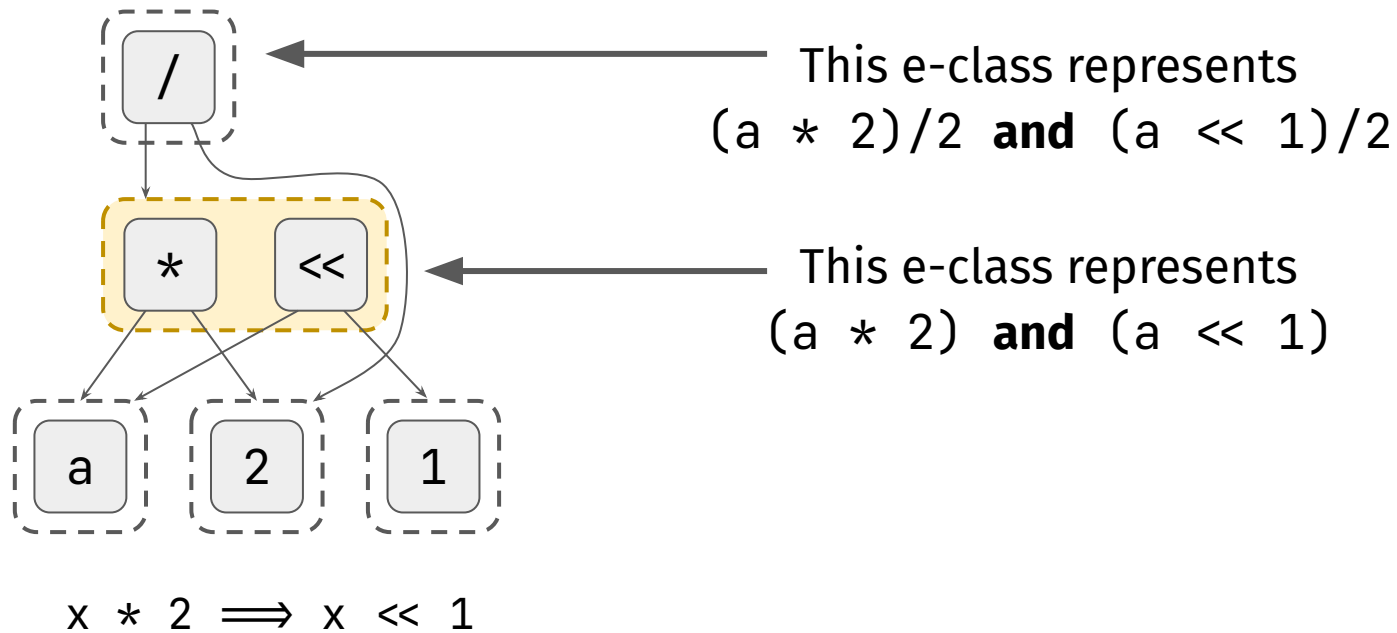 /
This e-class represents
(a * 2)/2 and (a << 1)/2
* <<
This e-class represents
(a * 2) and (a << 1)
a 2 1
x * 2 ⟹ x << 1